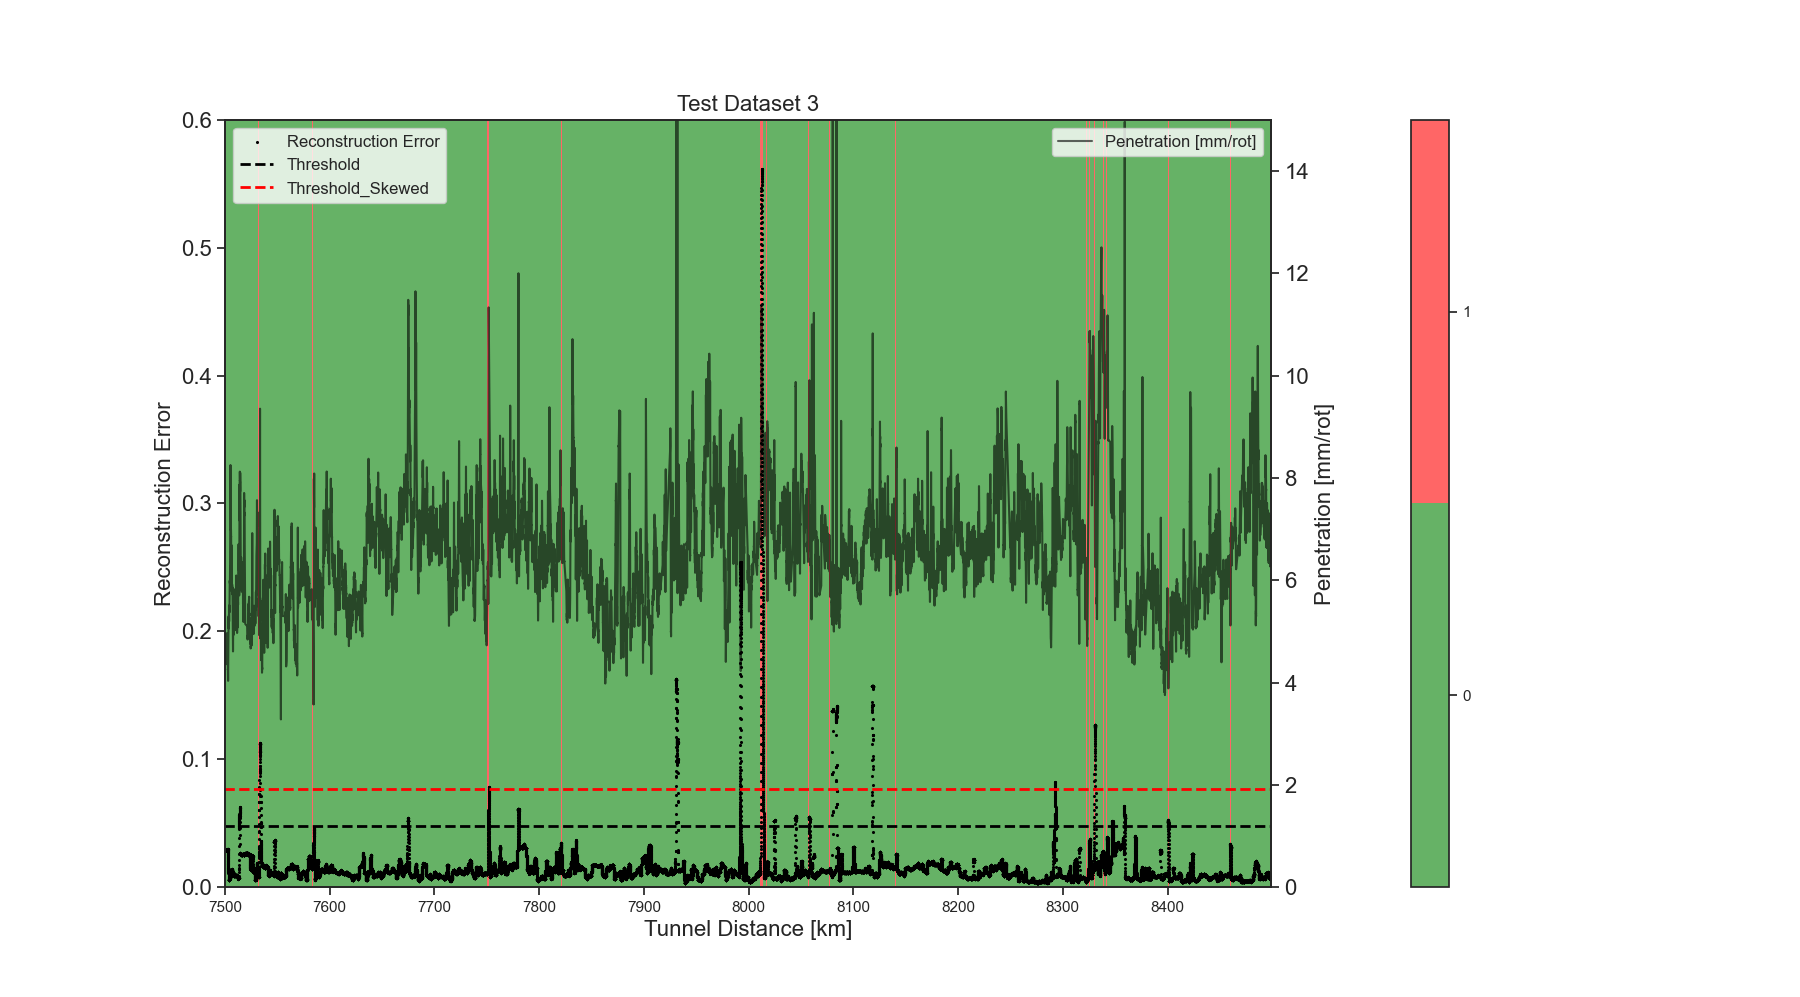 Test Dataset 3
Reconstruction Error
Threshold
Threshold_Skewed
Penetration [mm/rot]
0.6
0.5
0.4
0.3
0.2
0.1
0.0
Reconstruction Error
7500 7600 7700 7800 7900 8000 8100 8200 8300 8400
Tunnel Distance [km]
14
12
10
8
6
4
2
0
Penetration [mm/rot]
1
0